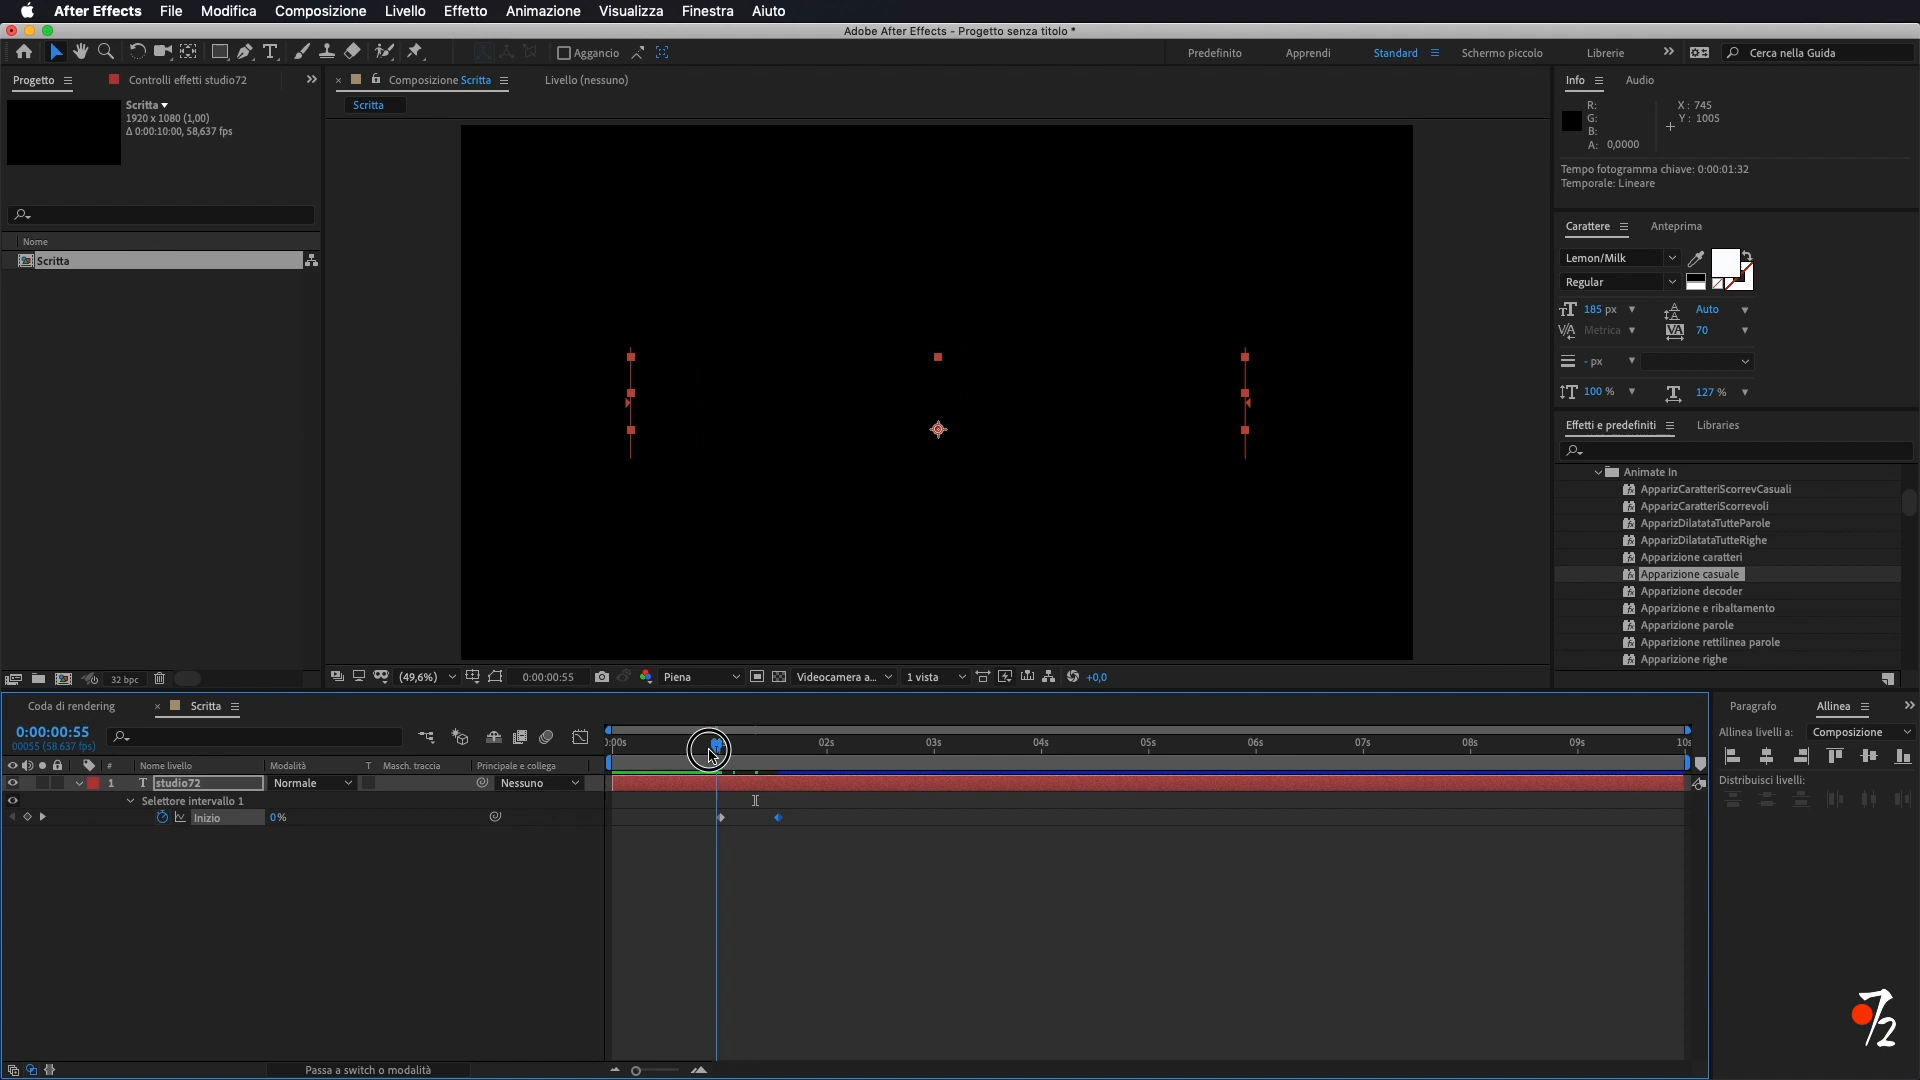 After Effects File Modifica Composizione Livello Effetto Animazione Visualizza Finestra Aiuto
Adobe After Effects - Progetto senza titolo *
Aggancio
Predefinito Apprendi Standard Schermo piccolo Librerie Cerca nella Guida
Progetto Controlli effetti studio72
Composizione Scritta Livello (nessuno)
Scritta
Scritta
1920 x 1080 (1,00)
Δ 0:00:10:00, 58,637 fps
Nome
Scritta
32 bpc
(49,6%) 0:00:00:55 Piena Videocamera a... 1 vista +0,0
Info Audio
R: X: 745
G: Y: 1005
B:
A: 0,0000
Tempo fotogramma chiave: 0:00:01:32
Temporale: Lineare
Carattere Anteprima
Lemon/Milk
Regular
185 px Auto
Metrica 70
- px
100 % 127 %
Effetti e predefiniti Libraries
Animate In
ApparizCaratteriScorrevCasuali
ApparizCaratteriScorrevoli
ApparizDilatataTutteParole
ApparizDilatataTutteRighe
Apparizione caratteri
Apparizione casuale
Apparizione decoder
Apparizione e ribaltamento
Apparizione parole
Apparizione rettilinea parole
Apparizione righe
Coda di rendering Scritta
0:00:00:55
00055 (58.637 fps)
02s 03s 04s 05s 06s 07s 08s 09s
# Nome livello Modalità T Masch. traccia Principale e collega
1 T studio72 Normale Nessuno
Selettore intervallo 1
Inizio 0%
Passa a switch o modalità
Paragrafo Allinea
Allinea livelli a: Composizione
Distribuisci livelli:
72